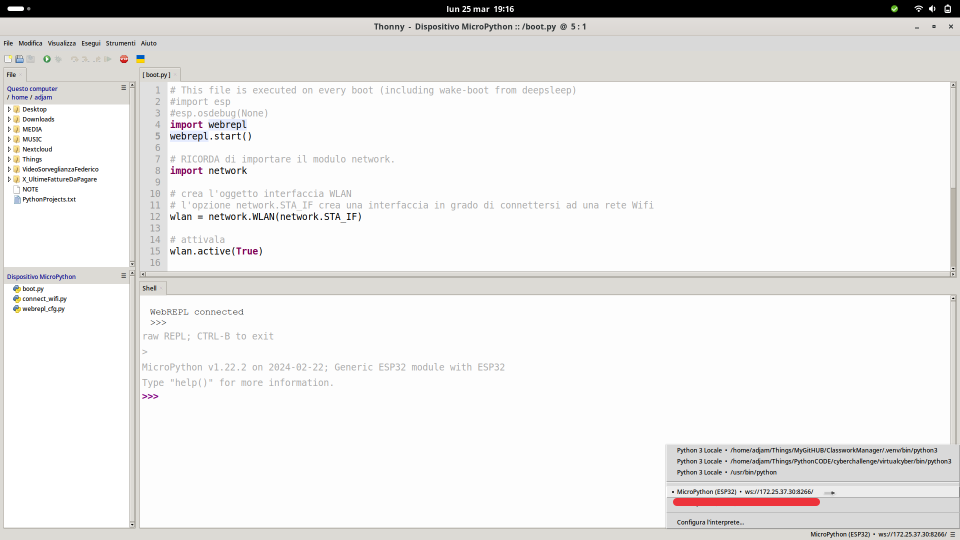 lun 25 mar 19:16
Thonny - Dispositivo MicroPython :: /boot.py @ 5 : 1
File Modifica Visualizza Esegui Strumenti Aiuto
File
Questo computer
/ home / adjam
Desktop
Downloads
MEDIA
MUSIC
Nextcloud
Things
VideoSorveglianzaFederico
X_UltimeFattureDaPagare
NOTE
PythonProjects.txt
Dispositivo MicroPython
boot.py
connect_wifi.py
webrepl_cfg.py
[ boot.py ]
1 # This file is executed on every boot (including wake-boot from deepsleep)
2 #import esp
3 #esp.osdebug(None)
4 import webrepl
5 webrepl.start()
6
7 # RICORDA di importare il modulo network.
8 import network
9
10 # crea l'oggetto interfaccia WLAN
11 # l'opzione network.STA_IF crea una interfaccia in grado di connettersi ad una rete Wifi
12 wlan = network.WLAN(network.STA_IF)
13
14 # attivala
15 wlan.active(True)
16
Shell
WebREPL connected
>>>
raw REPL; CTRL-B to exit
>
MicroPython v1.22.2 on 2024-02-22; Generic ESP32 module with ESP32
Type "help()" for more information.
>>>
Python 3 Locale • /home/adjam/Things/MyGitHUB/ClassworkManager/.venv/bin/python3
Python 3 Locale • /home/adjam/Things/PythonCODE/cyberchallenge/virtualcyber/bin/python3
Python 3 Locale • /usr/bin/python
• MicroPython (ESP32) • ws://172.25.37.30:8266/
Configura l'interprete...
MicroPython (ESP32) • ws://172.25.37.30:8266/